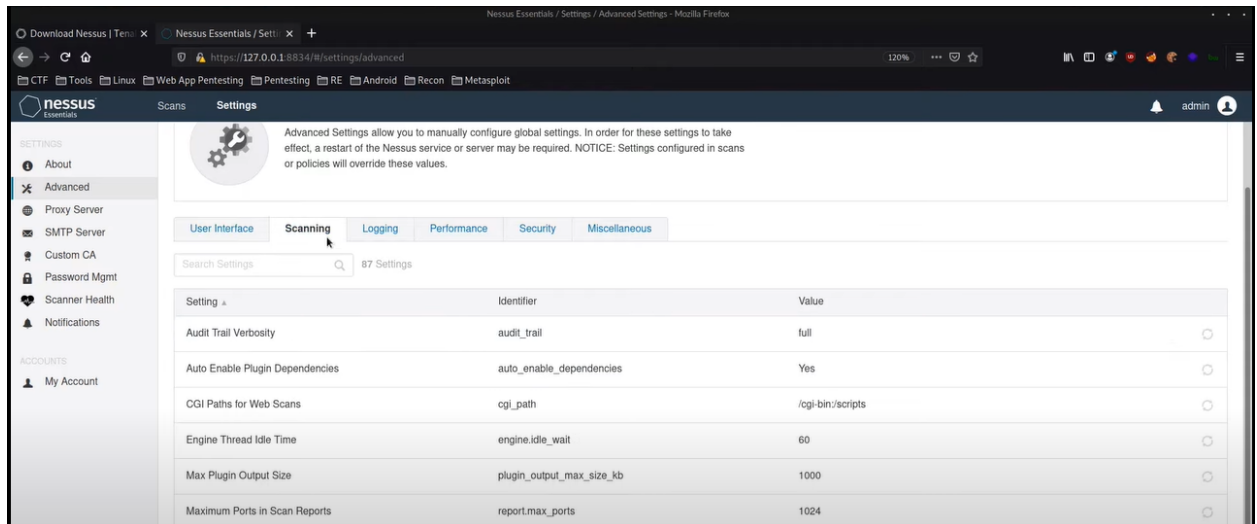 Nessus Essentials / Settings / Advanced Settings - Mozilla Firefox
Download Nessus | Tena
Nessus Essentials / Setti
https://127.0.0.1:8834/#/settings/advanced
120%
CTF Tools Linux Web App Pentesting Pentesting RE Android Recon Metasploit
nessus
Essentials
Scans Settings
admin
SETTINGS
About
Advanced
Proxy Server
SMTP Server
Custom CA
Password Mgmt
Scanner Health
Notifications
ACCOUNTS
My Account
Advanced Settings allow you to manually configure global settings. In order for these settings to take
effect, a restart of the Nessus service or server may be required. NOTICE: Settings configured in scans
or policies will override these values.
User Interface Scanning Logging Performance Security Miscellaneous
Search Settings 87 Settings
Setting Identifier Value
Audit Trail Verbosity audit_trail full
Auto Enable Plugin Dependencies auto_enable_dependencies Yes
CGI Paths for Web Scans cgi_path /cgi-bin:/scripts
Engine Thread Idle Time engine.idle_wait 60
Max Plugin Output Size plugin_output_max_size_kb 1000
Maximum Ports in Scan Reports report.max_ports 1024